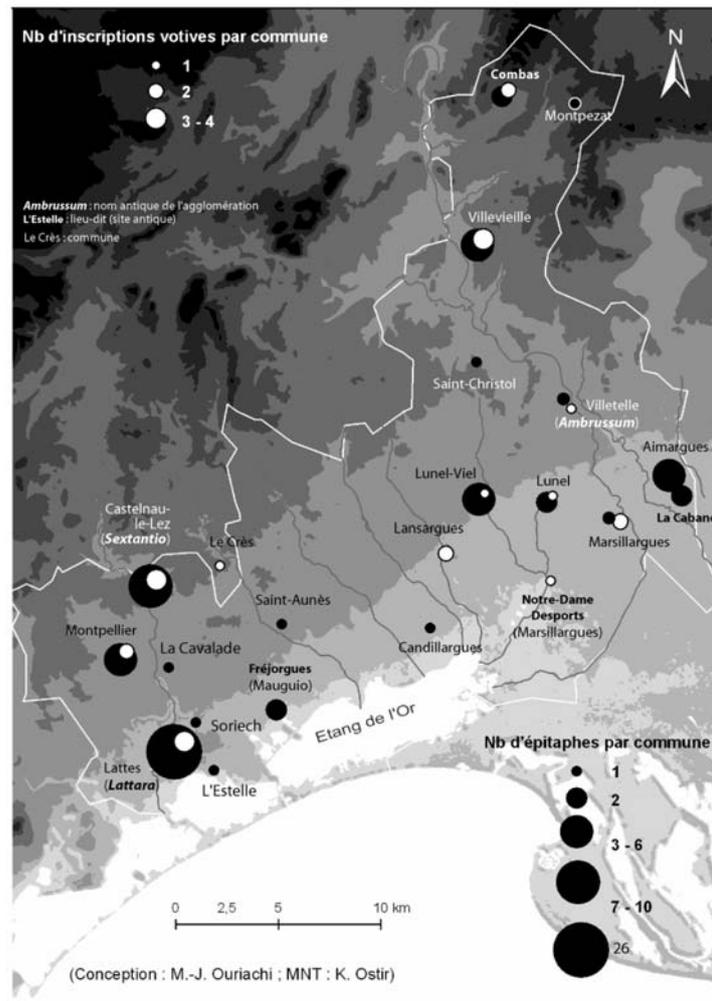 Nb d'inscriptions votives par commune
1
2
3 - 4
N
Ambrussum : nom antique de l'agglomération
L'Estelle : lieu-dit (site antique)
Le Crès : commune
Combas
Montpezat
Villevieille
Saint-Christol
Villetelle
(Ambrussum)
Aimargues
La Cabane
Lunel-Viel
Lunel
Marsillargues
Lansargues
Castelnau-
le-Lez
(Sextantio)
Le Crès
Notre-Dame
Desports
(Marsillargues)
Saint-Aunès
Candillargues
Montpellier
La Cavalade
Fréjorgues
(Mauguio)
Soriech
Etang de l'Or
Lattes
(Lattara)
L'Estelle
Nb d'épitaphes par commune
1
2
3 - 6
7 - 10
26
0 2,5 5 10 km
(Conception : M.-J. Ouriachi ; MNT : K. Ostir)